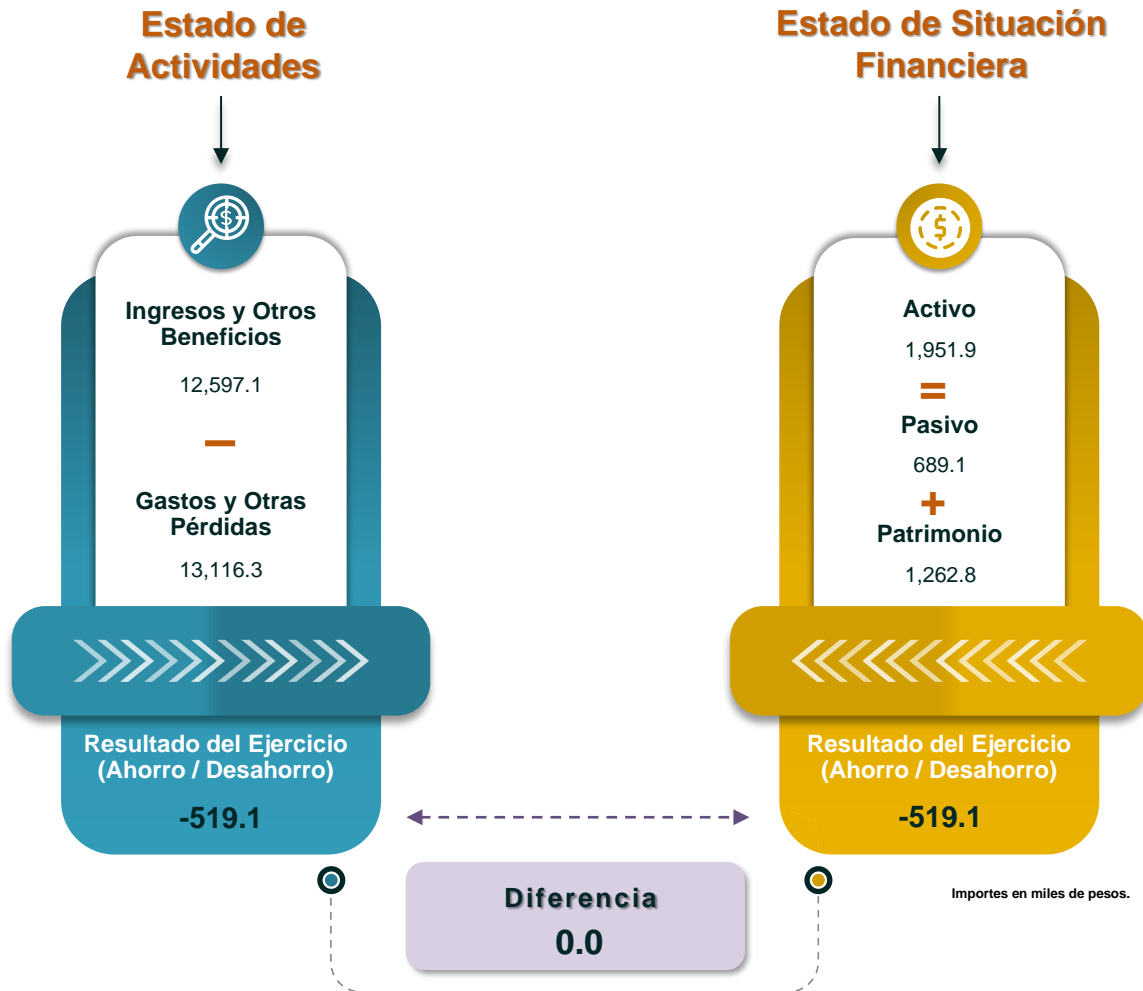 Estado de
Actividades
Ingresos y Otros
Beneficios
12,597.1
–
Gastos y Otras
Pérdidas
13,116.3
Resultado del Ejercicio
(Ahorro / Desahorro)
-519.1
Estado de Situación
Financiera
$
Activo
1,951.9
=
Pasivo
689.1
+
Patrimonio
1,262.8
Resultado del Ejercicio
(Ahorro / Desahorro)
-519.1
Diferencia
0.0
Importes en miles de pesos.